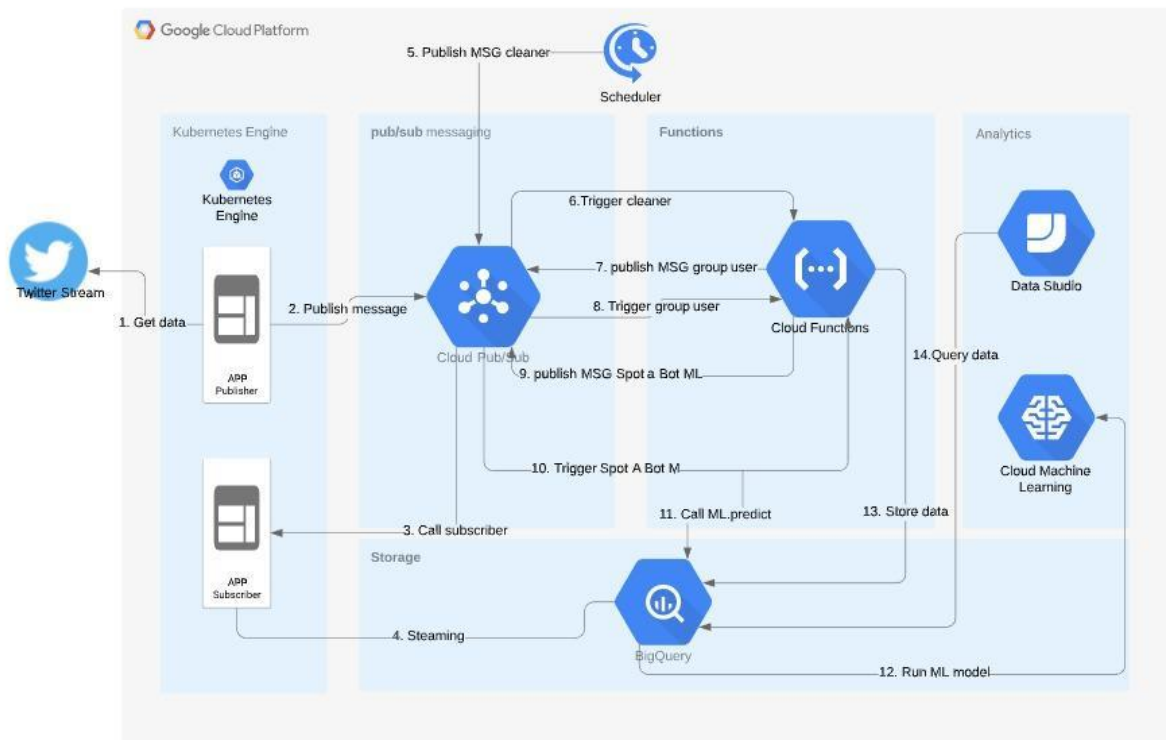 Google Cloud Platform
5. Publish MSG cleaner
Scheduler
Kubernetes Engine
pub/sub messaging
Functions
Analytics
Kubernetes
Engine
6.Trigger cleaner
7. publish MSG group user
8. Trigger group user
Cloud Functions
Data Studio
Twitter Stream
1. Get data
2. Publish message
Cloud Pub/Sub
14.Query data
9. publish MSG Spot a Bot ML
APP
Publisher
10. Trigger Spot A Bot M
Cloud Machine
Learning
11. Call ML.predict
13. Store data
3. Call subscriber
Storage
APP
Subscriber
4. Steaming
BigQuery
12. Run ML model